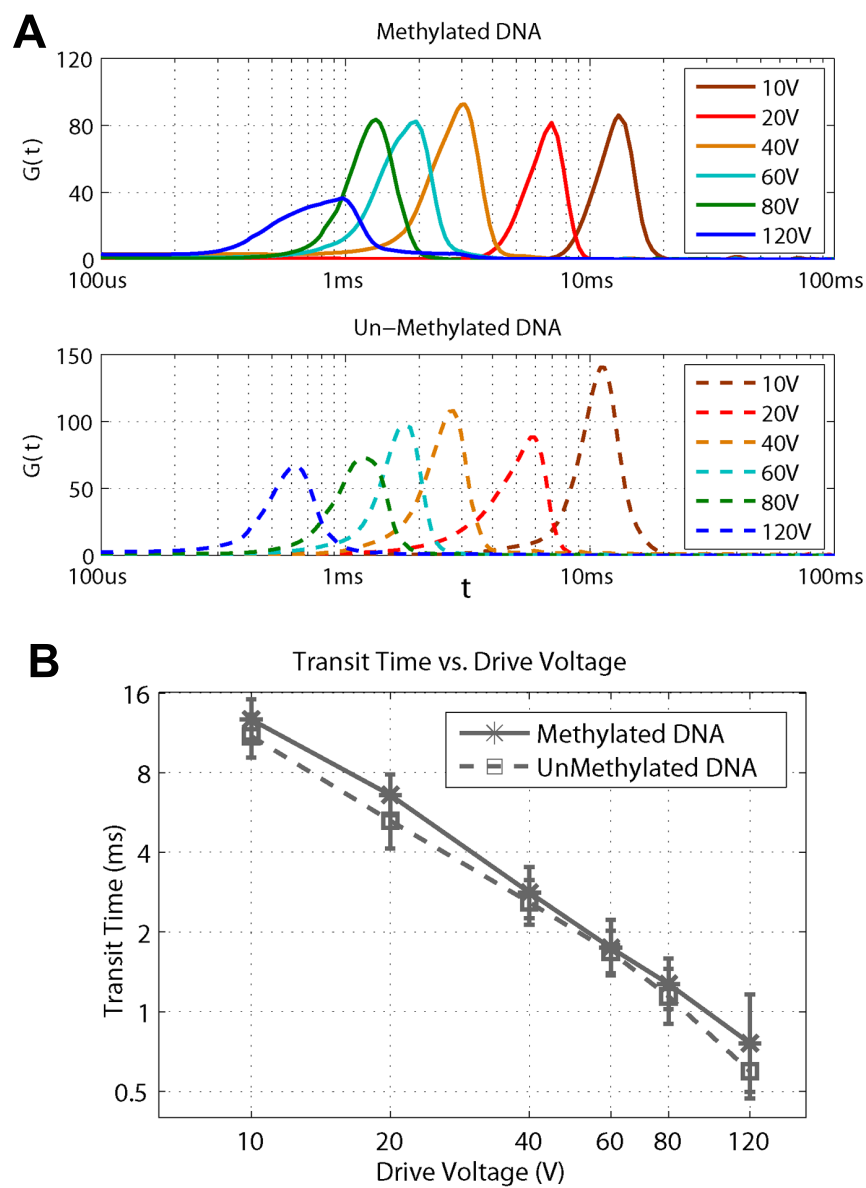 A
Methylated DNA
G(t)
120
80
40
0
10V
20V
40V
60V
80V
120V
100us
1ms
10ms
100ms
Un−Methylated DNA
G(t)
150
100
50
0
10V
20V
40V
60V
80V
120V
100us
1ms
10ms
100ms
t
B
Transit Time vs. Drive Voltage
Transit Time (ms)
16
8
4
2
1
0.5
Methylated DNA
UnMethylated DNA
10
20
40
60
80
120
Drive Voltage (V)